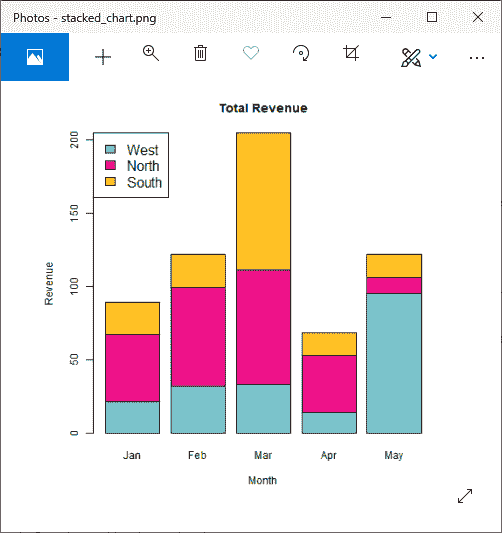 Photos - stacked_chart.png
Total Revenue
West
North
South
200
150
100
50
0
Revenue
Jan Feb Mar Apr May
Month